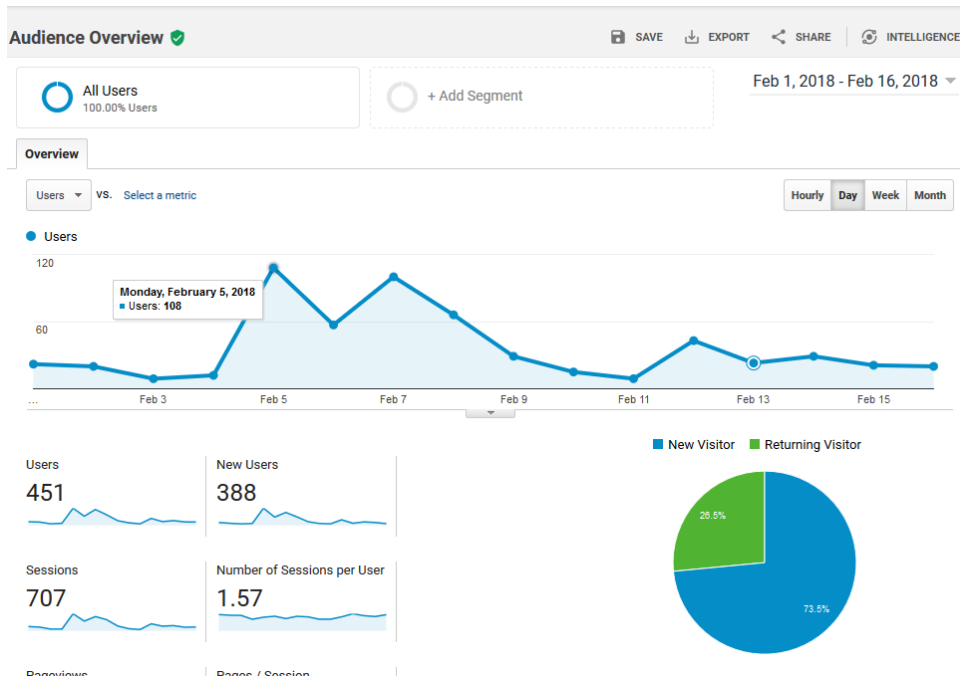 Audience Overview
SAVE EXPORT SHARE INTELLIGENCE
All Users
100.00% Users
+ Add Segment
Feb 1, 2018 - Feb 16, 2018
Overview
Users VS. Select a metric
Hourly Day Week Month
Users
120
60
Monday, February 5, 2018
Users: 108
... Feb 3 Feb 5 Feb 7 Feb 9 Feb 11 Feb 13 Feb 15
New Visitor Returning Visitor
Users
451
New Users
388
Sessions
707
Number of Sessions per User
1.57
26.5%
73.5%
Pageviews
Pages / Session